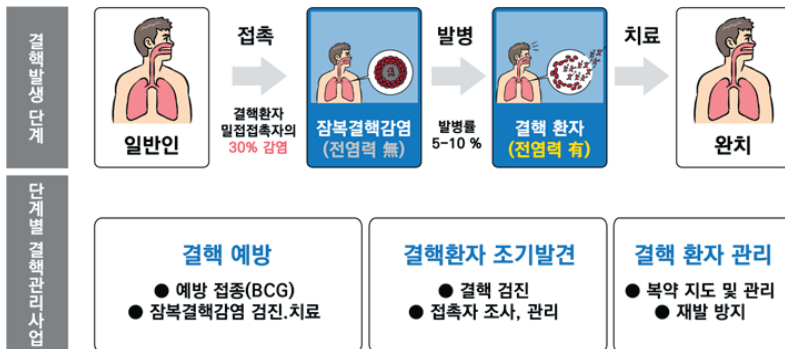 결핵발생 단계
일반인
접촉
결핵환자
밀접접촉자의
30% 감염
잠복결핵감염
(전염력 無)
발병
발병률
5-10 %
결핵 환자
(전염력 有)
치료
완치
단계별 결핵관리사업
결핵 예방
● 예방 접종(BCG)
● 잠복결핵감염 검진.치료
결핵환자 조기발견
● 결핵 검진
● 접촉자 조사, 관리
결핵 환자 관리
● 복약 지도 및 관리
● 재발 방지